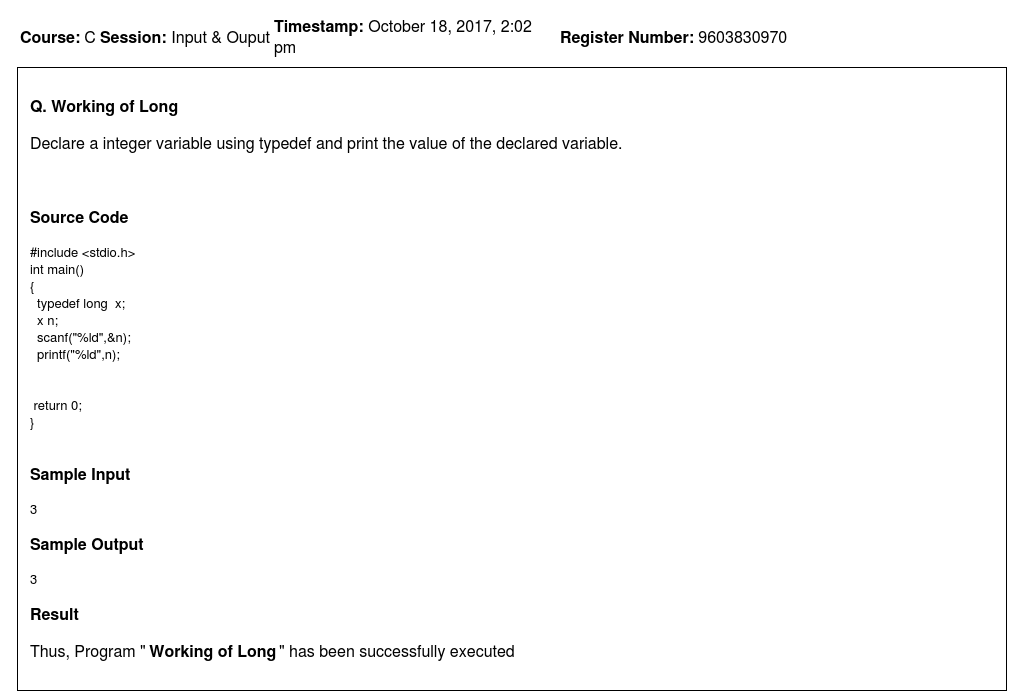 Course: C Session: Input & Ouput Timestamp: October 18, 2017, 2:02 pm Register Number: 9603830970
Q. Working of Long
Declare a integer variable using typedef and print the value of the declared variable.
Source Code
#include <stdio.h>
int main()
{
  typedef long  x;
  x n;
  scanf("%ld",&n);
  printf("%ld",n);
 return 0;
}
Sample Input
3
Sample Output
3
Result
Thus, Program " Working of Long " has been successfully executed